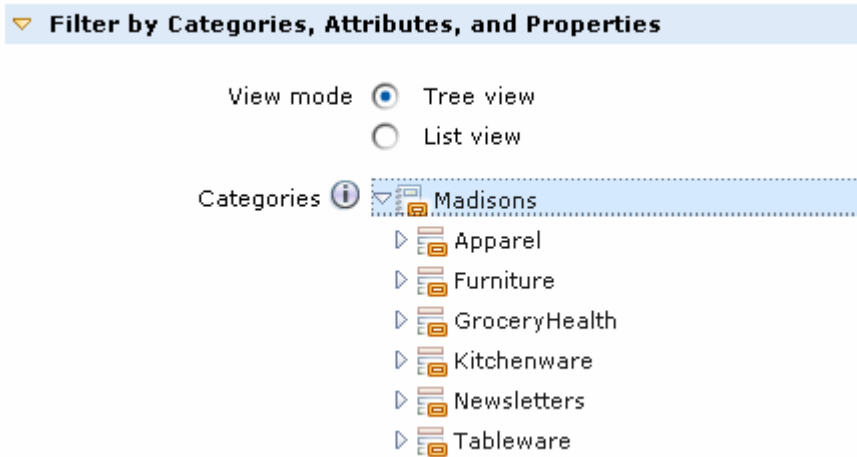 Filter by Categories, Attributes, and Properties
View mode Tree view
List view
Categories Madisons
Apparel
Furniture
GroceryHealth
Kitchenware
Newsletters
Tableware